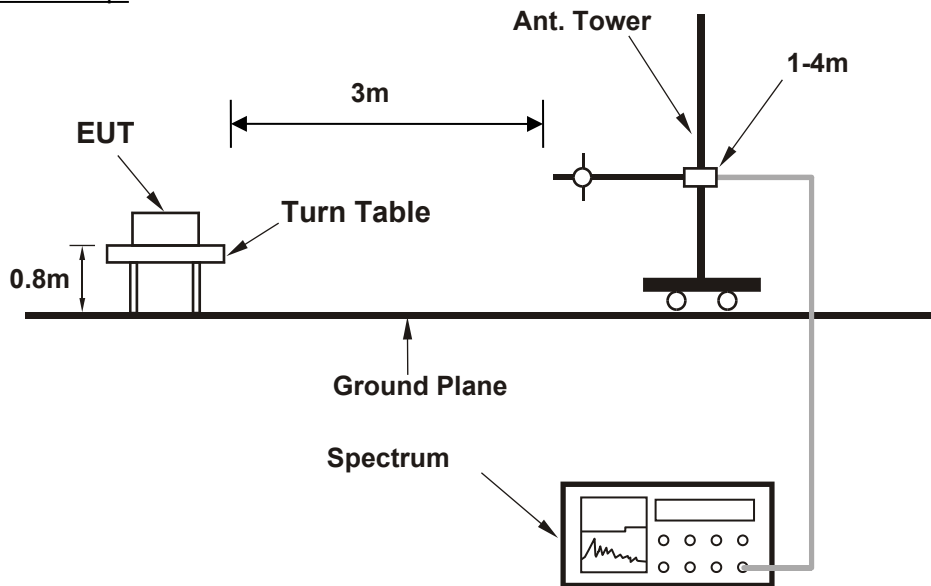 Ant. Tower
1-4m
3m
EUT
Turn Table
0.8m
Ground Plane
Spectrum